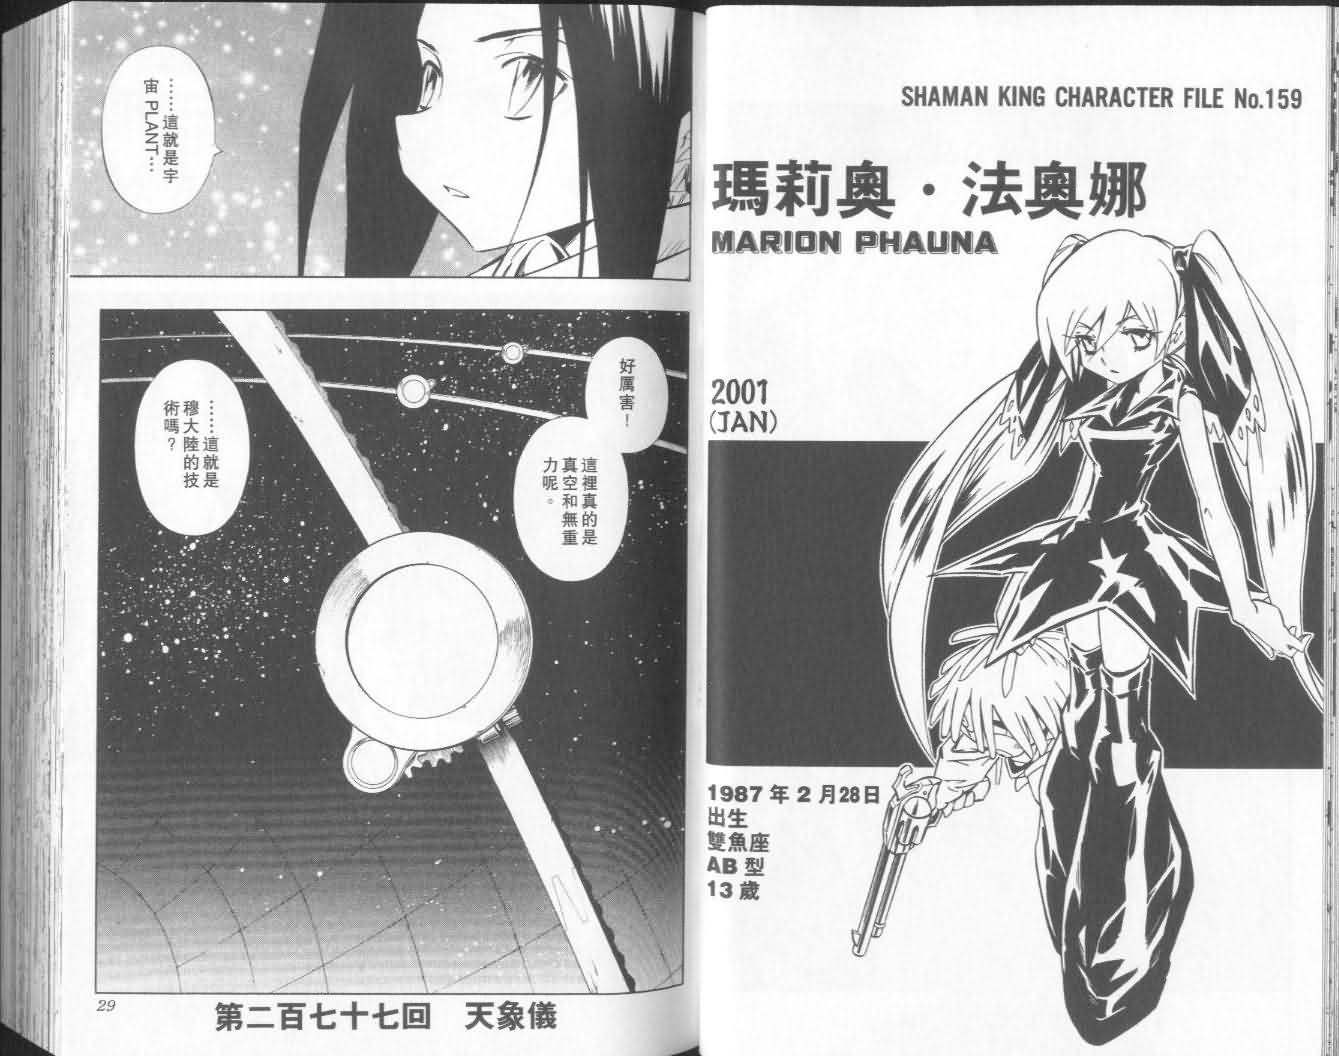 SHAMAN KING CHARACTER FILE No.159
瑪莉奧・法奧娜
MARION PHAUNA
2001
(JAN)
1987年2月28日
出生
雙魚座
AB型
13歲
……這就是宇
宙PLANT…
好厲害！
這裡真的是
真空和無重
力呢。
……這就是
穆大陸的技
術嗎？
29
第二百七十七回 天象儀